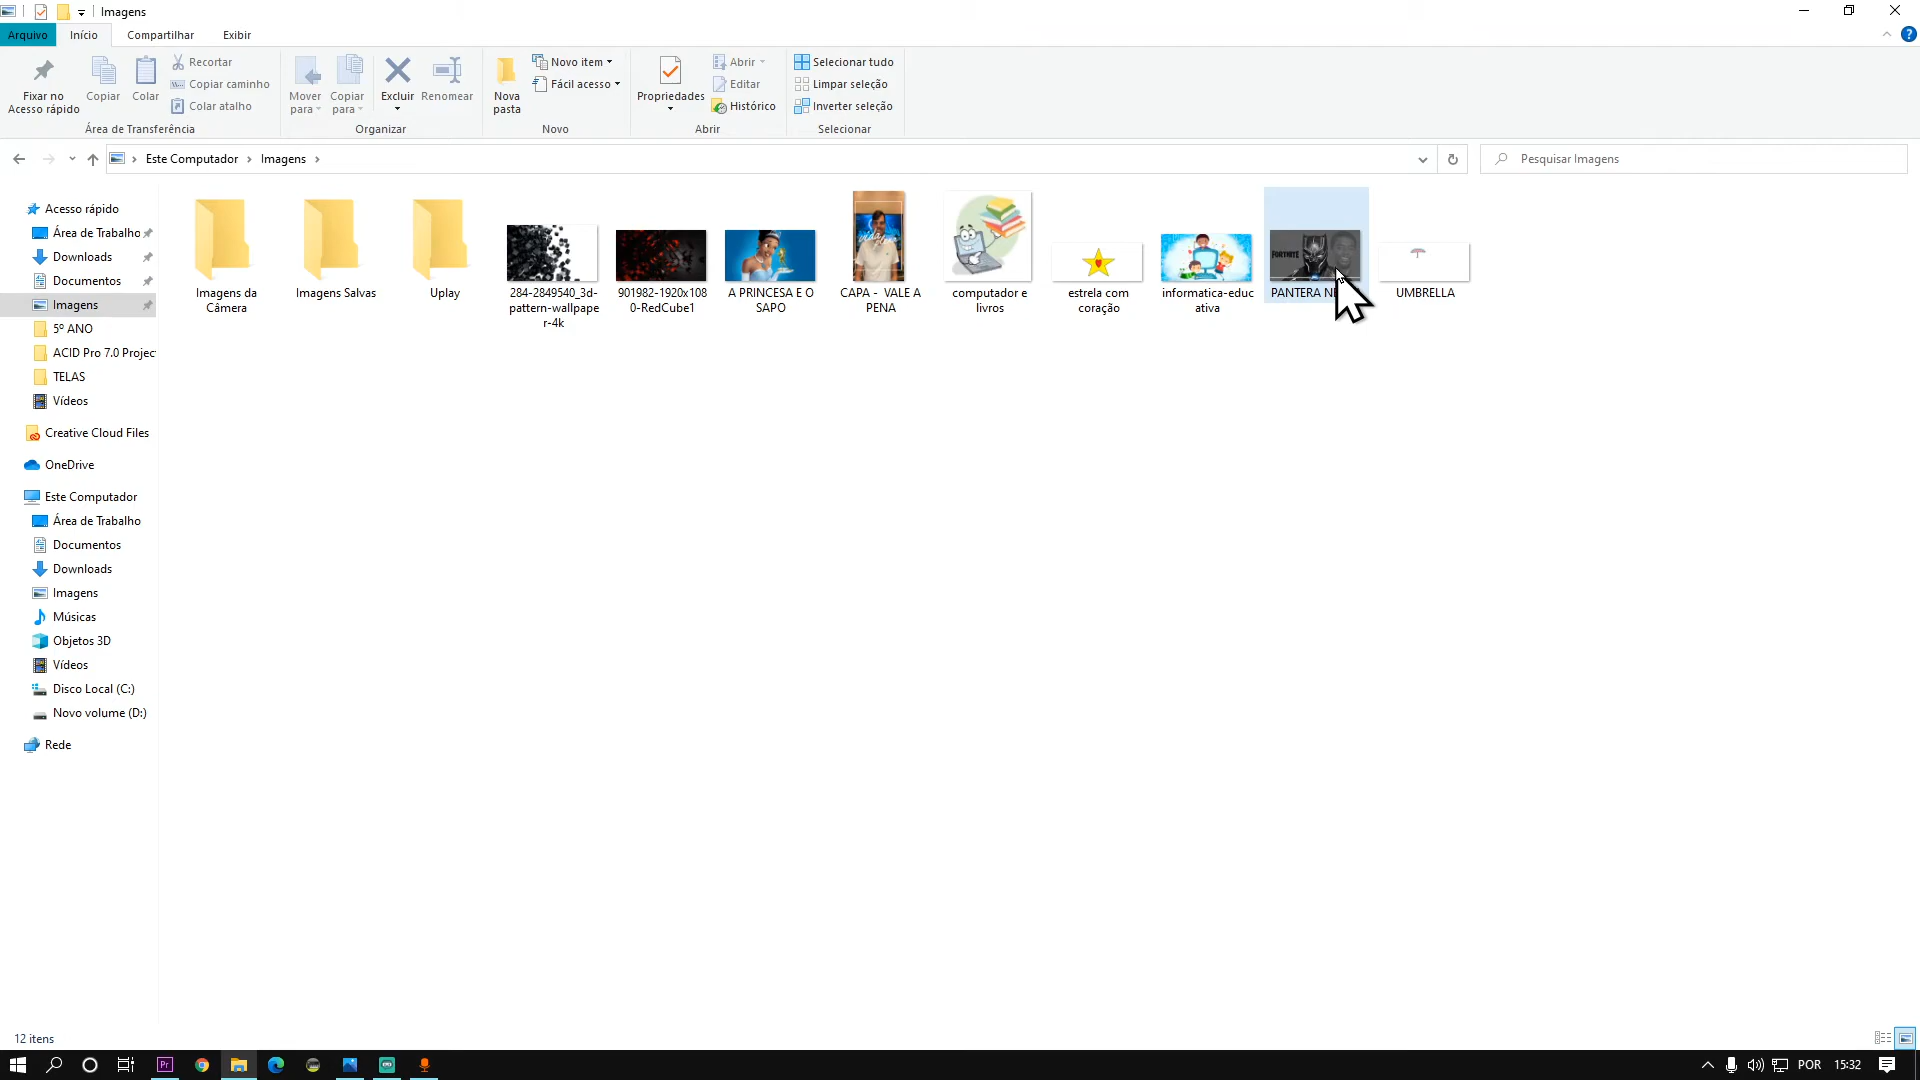 Imagens
Arquivo
Início
Compartilhar
Exibir
Fixar no
Acesso rápido
Copiar
Colar
Recortar
Copiar caminho
Colar atalho
Área de Transferência
Mover
para
Copiar
para
Excluir
Renomear
Organizar
Nova
pasta
Novo item
Fácil acesso
Novo
Propriedades
Abrir
Editar
Histórico
Abrir
Selecionar tudo
Limpar seleção
Inverter seleção
Selecionar
Este Computador
Imagens
Pesquisar Imagens
Acesso rápido
Área de Trabalho
Downloads
Documentos
Imagens
5º ANO
ACID Pro 7.0 Projec
TELAS
Vídeos
Creative Cloud Files
OneDrive
Este Computador
Área de Trabalho
Documentos
Downloads
Imagens
Músicas
Objetos 3D
Vídeos
Disco Local (C:)
Novo volume (D:)
Rede
Imagens da
Câmera
Imagens Salvas
Uplay
284-2849540_3d-
pattern-wallpape
r-4k
901982-1920x108
0-RedCube1
A PRINCESA E O
SAPO
CAPA - VALE A
PENA
computador e
livros
estrela com
coração
informatica-educ
ativa
FORTNITE
PANTERA
UMBRELLA
12 itens
Pr
POR
15:32